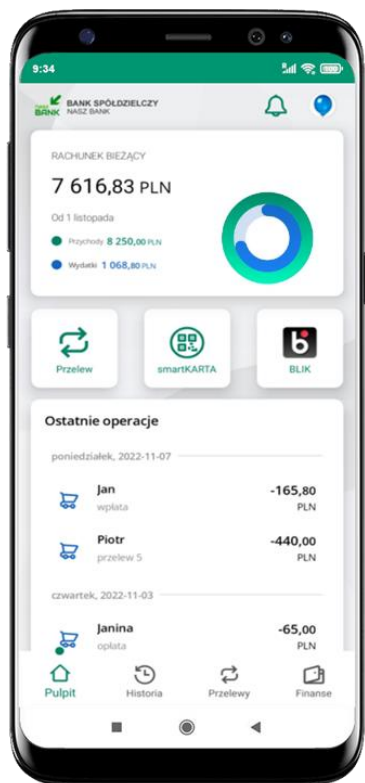 9:34
NASZ BANK
BANK SPÓŁDZIELCZY
NASZ BANK
RACHUNEK BIEŻĄCY
7 616,83 PLN
Od 1 listopada
Przychody 8 250,00 PLN
Wydatki 1 068,80 PLN
Przelew
smartKARTA
BLIK
Ostatnie operacje
poniedziałek, 2022-11-07
Jan -165,80
wpłata PLN
Piotr -440,00
przelew 5 PLN
czwartek, 2022-11-03
Janina -65,00
opłata PLN
Pulpit Historia Przelewy Finanse